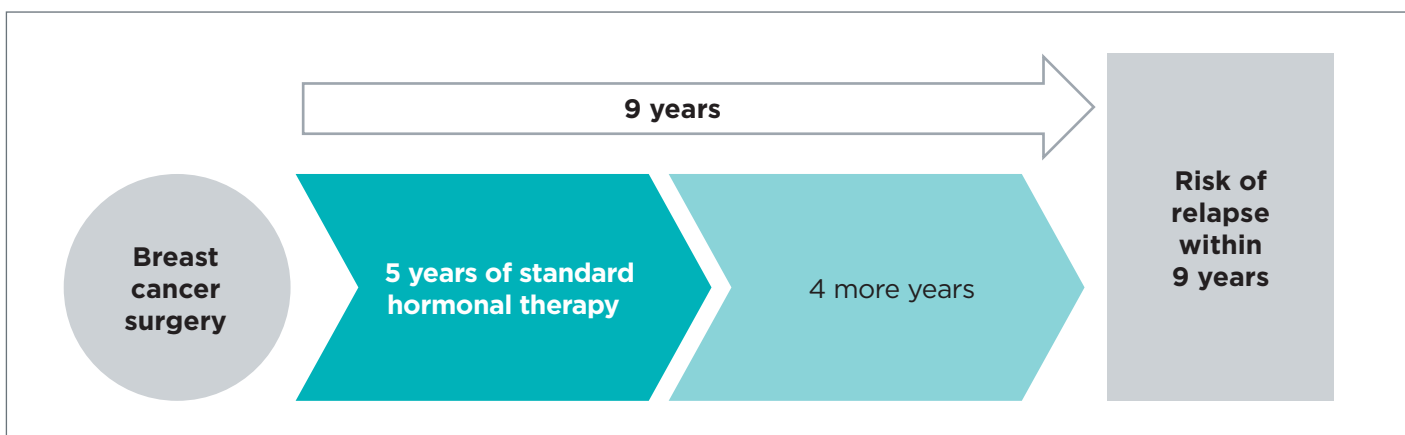 9 years
Breast
cancer
surgery
5 years of standard
hormonal therapy
4 more years
Risk of
relapse
within
9 years